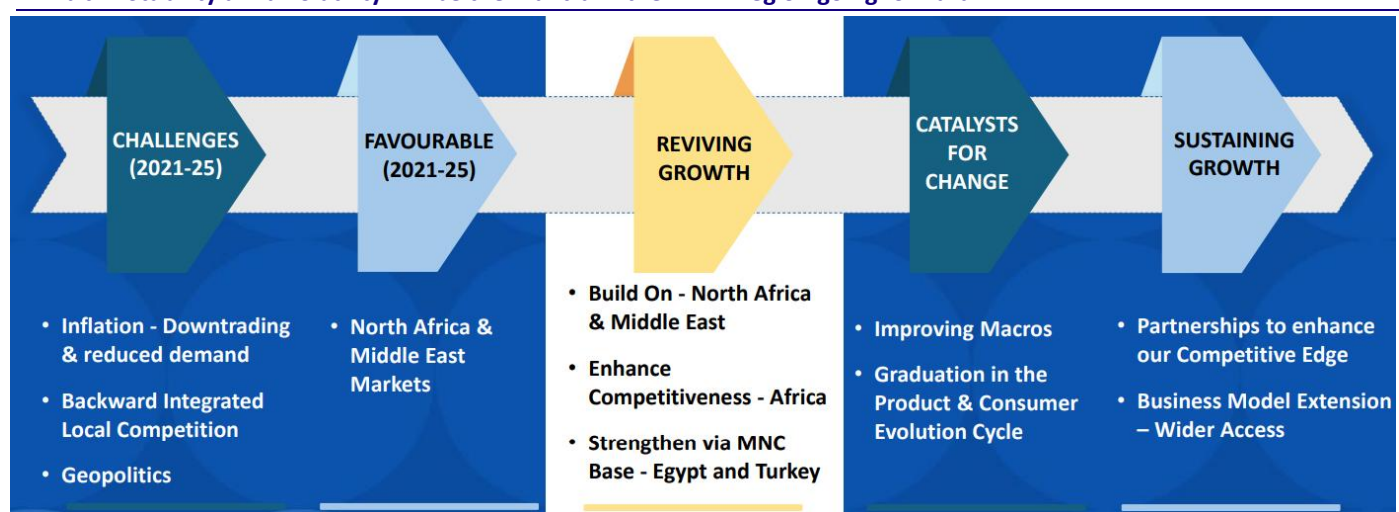 CHALLENGES
(2021-25)
FAVOURABLE
(2021-25)
REVIVING
GROWTH
CATALYSTS
FOR
CHANGE
SUSTAINING
GROWTH
• Inflation - Downtrading
& reduced demand
• Backward Integrated
Local Competition
• Geopolitics
• North Africa &
Middle East
Markets
• Build On - North Africa
& Middle East
• Enhance
Competitiveness - Africa
• Strengthen via MNC
Base - Egypt and Turkey
• Improving Macros
• Graduation in the
Product & Consumer
Evolution Cycle
• Partnerships to enhance
our Competitive Edge
• Business Model Extension
– Wider Access